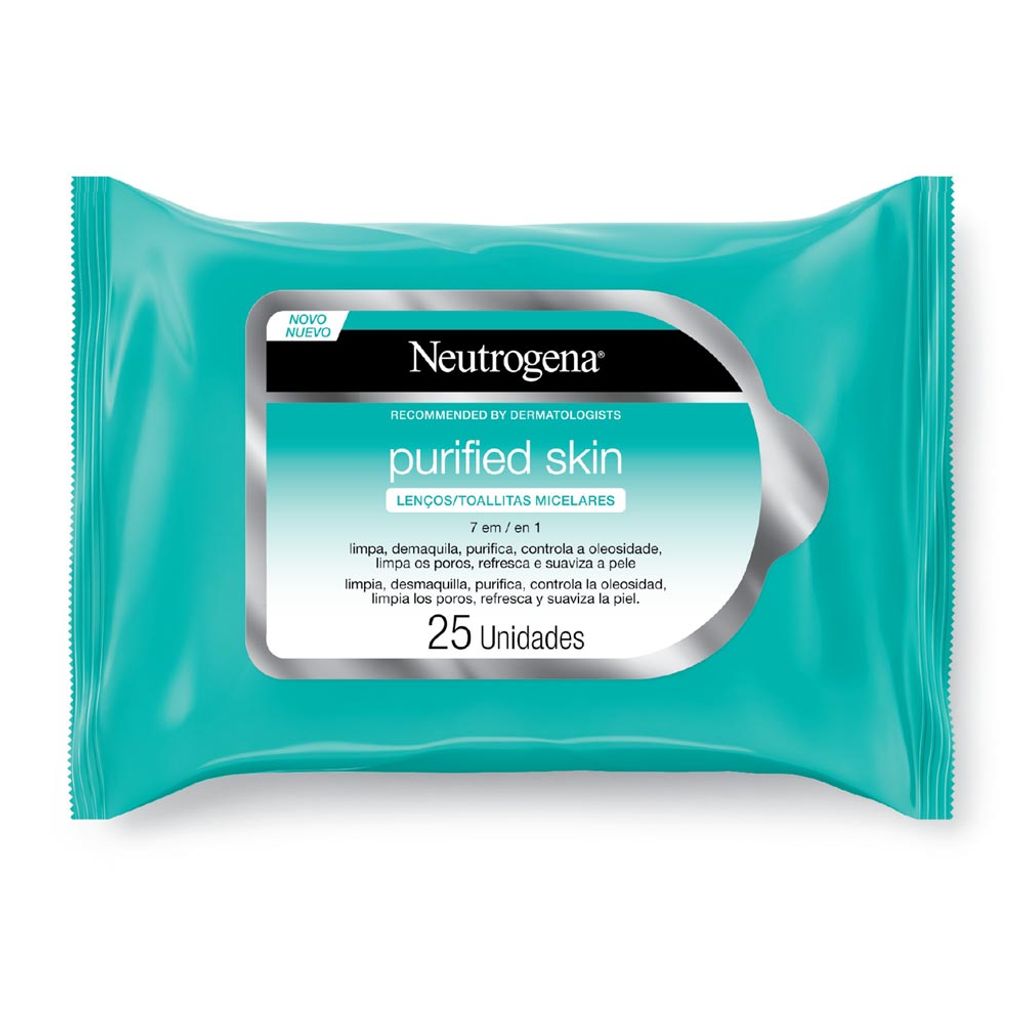 NOVO
NUEVO
Neutrogena®
RECOMMENDED BY DERMATOLOGISTS
purified skin
LENÇOS/TOALLITAS MICELARES
7 em / en 1
limpa, demaquila, purifica, controla a oleosidade,
limpa os poros, refresca e suaviza a pele
limpia, desmaquilla, purifica, controla la oleosidad,
limpia los poros, refresca y suaviza la piel.
25 Unidades